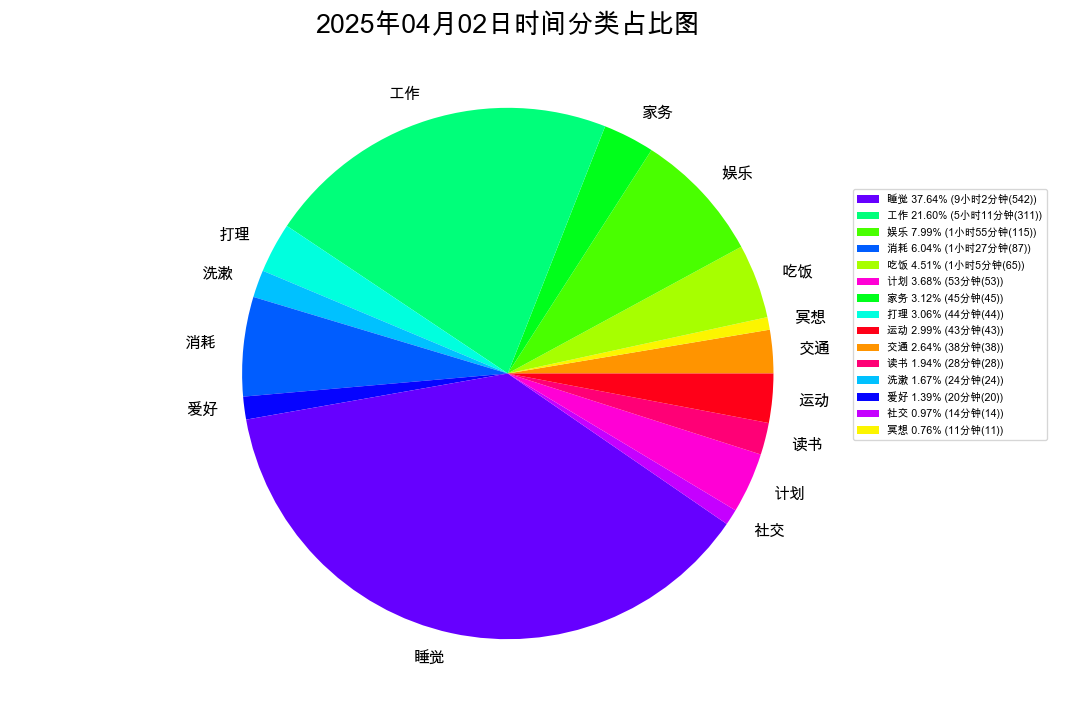 2025年04月02日时间分类占比图
工作
家务
娱乐
打理
洗漱
吃饭
冥想
消耗
交通
爱好
运动
读书
计划
社交
睡觉
睡觉 37.64% (9小时2分钟(542))
工作 21.60% (5小时11分钟(311))
娱乐 7.99% (1小时55分钟(115))
消耗 6.04% (1小时27分钟(87))
吃饭 4.51% (1小时5分钟(65))
计划 3.68% (53分钟(53))
家务 3.12% (45分钟(45))
打理 3.06% (44分钟(44))
运动 2.99% (43分钟(43))
交通 2.64% (38分钟(38))
读书 1.94% (28分钟(28))
洗漱 1.67% (24分钟(24))
爱好 1.39% (20分钟(20))
社交 0.97% (14分钟(14))
冥想 0.76% (11分钟(11))